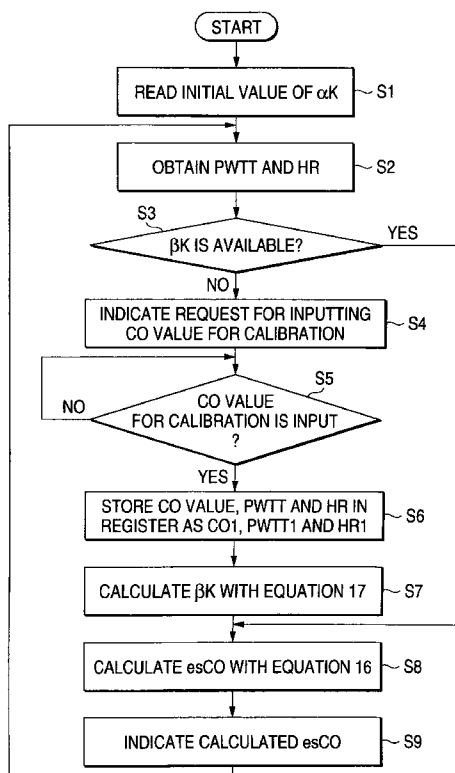 START
READ INITIAL VALUE OF αK
S1
OBTAIN PWTT AND HR
S2
S3
βK IS AVAILABLE?
YES
NO
INDICATE REQUEST FOR INPUTTING
CO VALUE FOR CALIBRATION
S4
S5
CO VALUE
FOR CALIBRATION IS INPUT
?
NO
YES
STORE CO VALUE, PWTT AND HR IN
REGISTER AS CO1, PWTT1 AND HR1
S6
CALCULATE βK WITH EQUATION 17
S7
CALCULATE esCO WITH EQUATION 16
S8
INDICATE CALCULATED esCO
S9